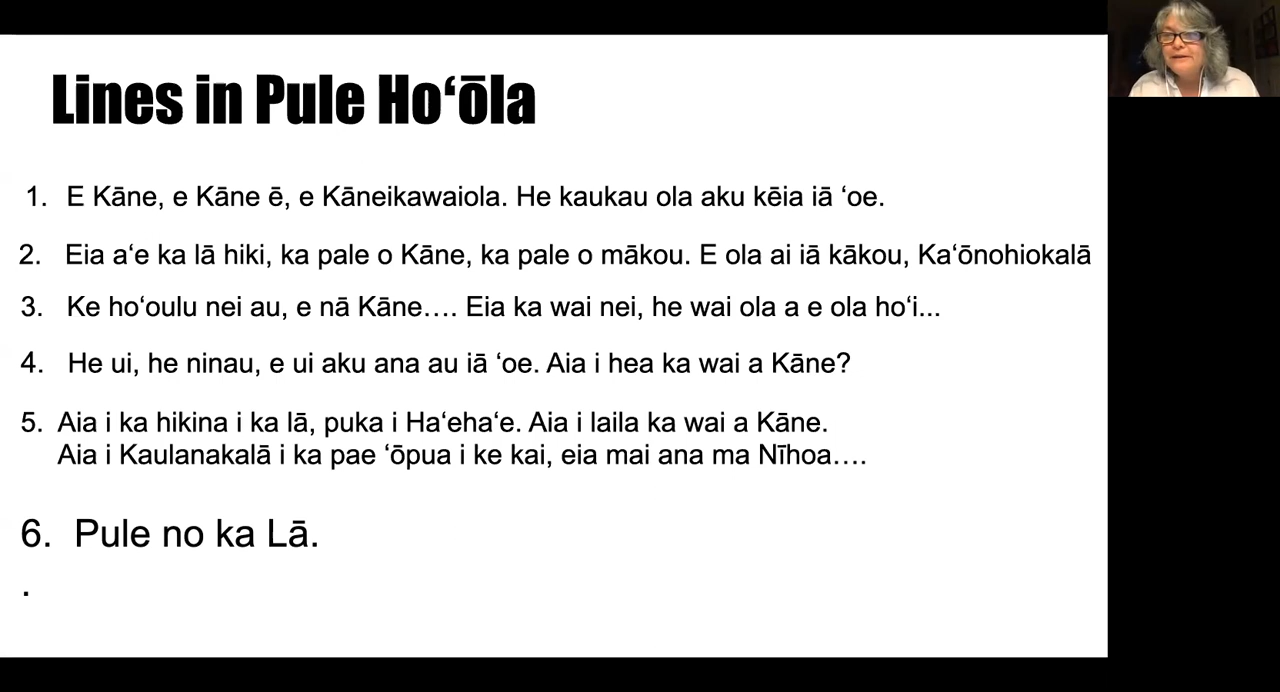 Lines in Pule Hoʻōla
1. E Kāne, e Kāne ē, e Kāneikawaiola. He kaukau ola aku kēia iā ʻoe.
2. Eia aʻe ka lā hiki, ka pale o Kāne, ka pale o mākou. E ola ai iā kākou, Kaʻōnohiokalā
3. Ke hoʻoulu nei au, e nā Kāne…. Eia ka wai nei, he wai ola a e ola hoʻi...
4. He ui, he ninau, e ui aku ana au iā ʻoe. Aia i hea ka wai a Kāne?
5. Aia i ka hikina i ka lā, puka i Haʻehaʻe. Aia i laila ka wai a Kāne.
Aia i Kaulanakalā i ka pae ʻōpua i ke kai, eia mai ana ma Nīhoa….
6. Pule no ka Lā.
.